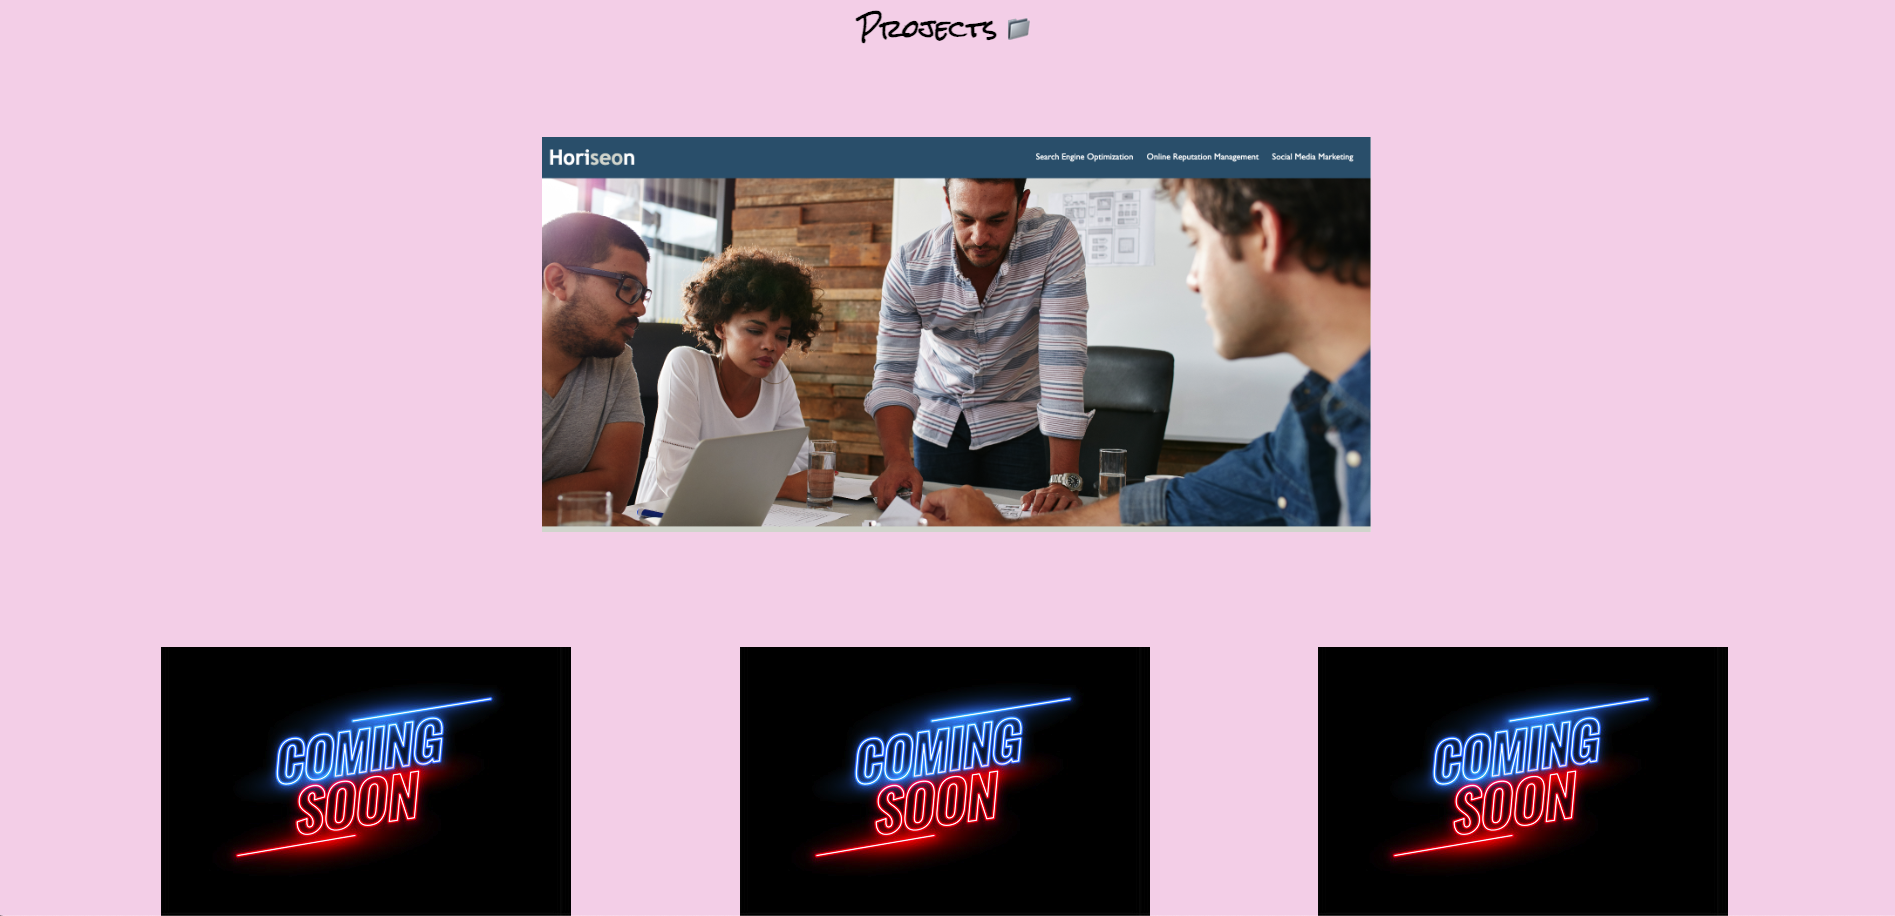 Projects 📁
Horiseon
Search Engine Optimization Online Reputation Management Social Media Marketing
COMING
SOON
COMING
SOON
COMING
SOON